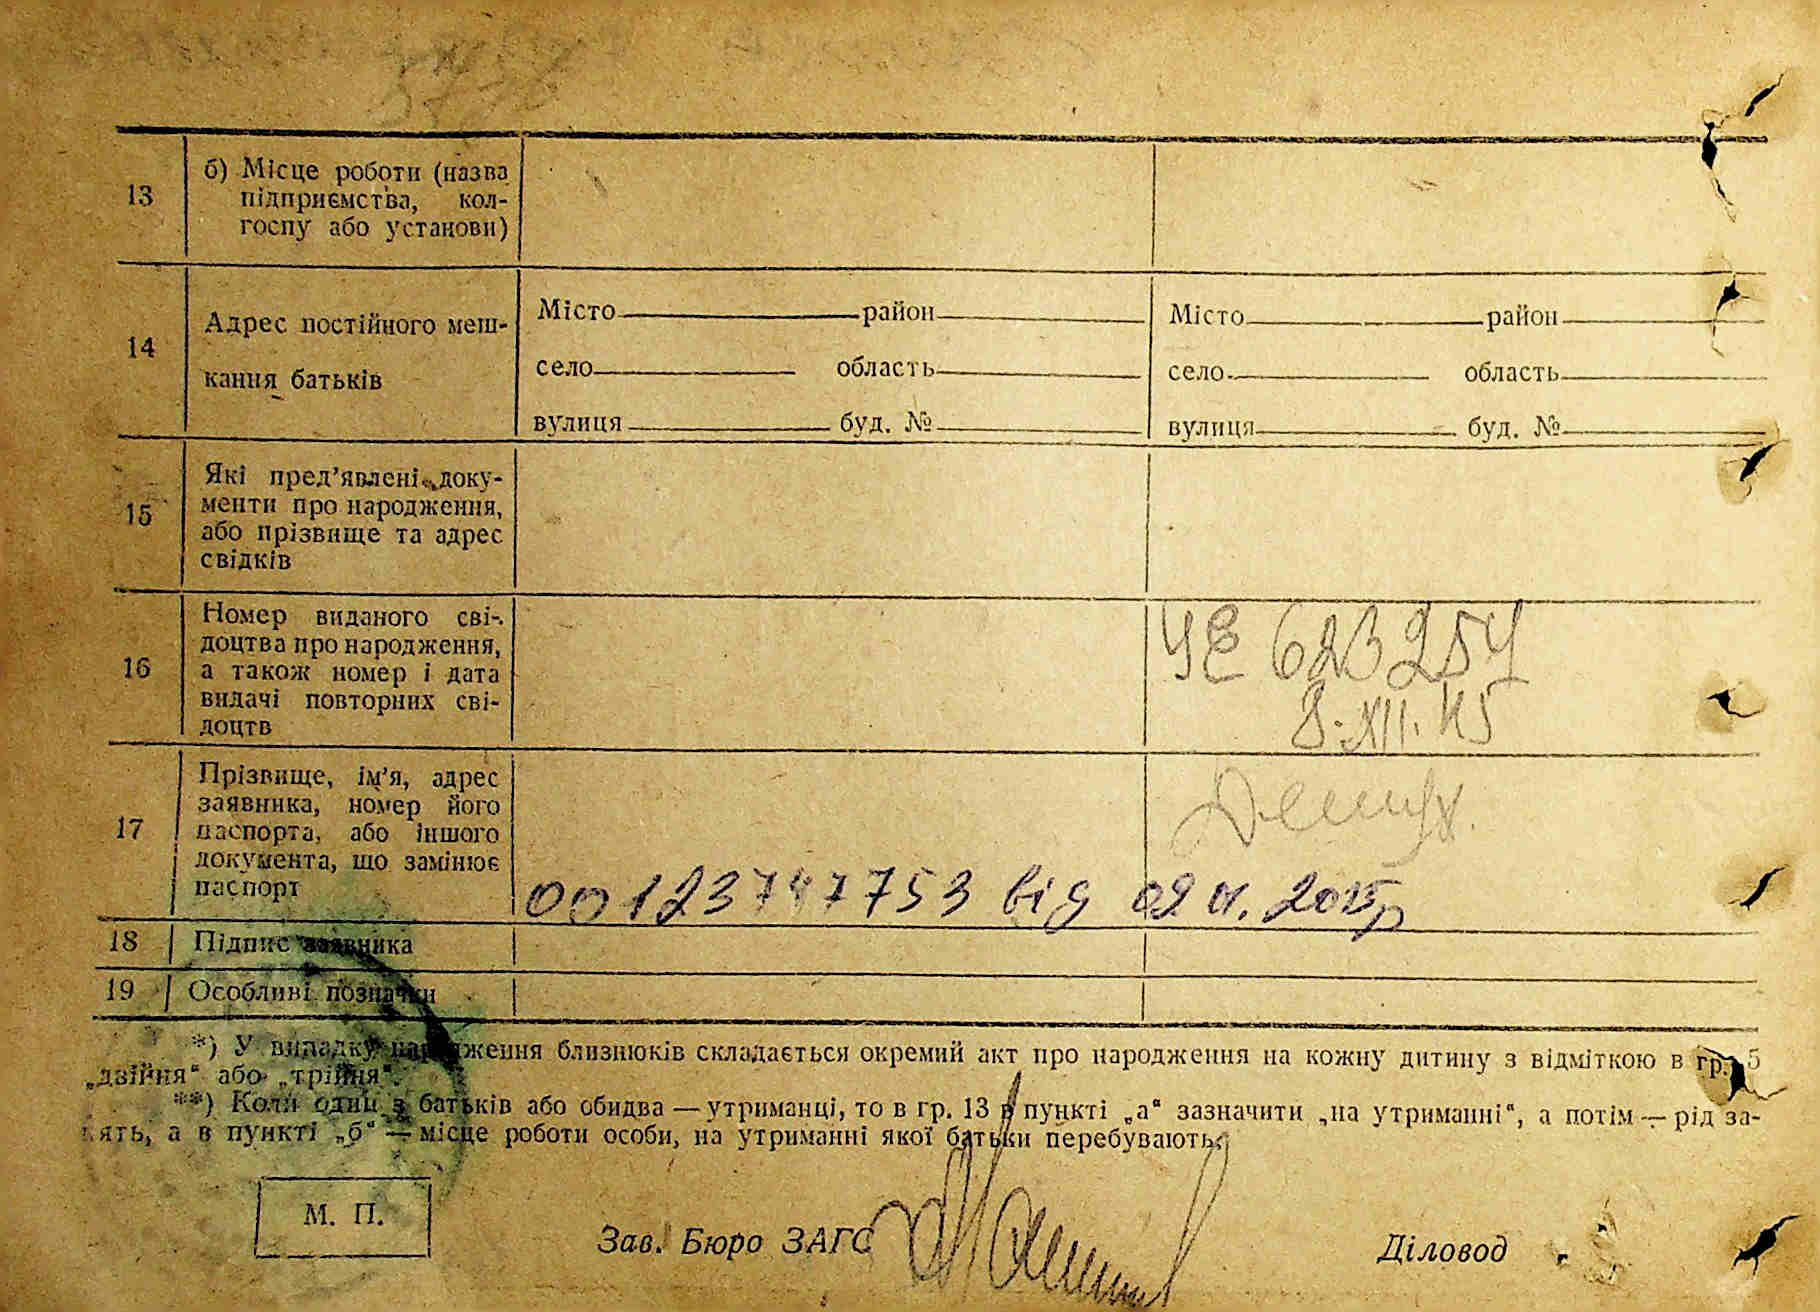 13
б) Місце роботи (назва
підприємства, кол-
госпу або установи)
14
Адрес постійного меш-
кання батьків
Місто район
село область
вулиця буд. №
Місто район
село область
вулиця буд. №
15
Які пред’явлені доку-
менти про народження,
або прізвище та адрес
свідків
16
Номер виданого сві-
доцтва про народження,
а також номер і дата
видачі повторних сві-
доцтв
УЕ 623254
8.XII.45
17
Прізвище, ім’я, адрес
заявника, номер його
паспорта, або іншого
документа, що замінює
паспорт
00123747753 від 02 2015р
18 Підпис заявника
19 Особливі позначки
*) У випадку народження близнюків складається окремий акт про народження на кожну дитину з відміткою в гр. 5
„двійня“ або „трійня“.
**) Коли один з батьків або обидва — утриманці, то в гр. 13 в пункті „а“ зазначити „на утриманні“, а потім — рід за-
нять, а в пункті „б“ — місце роботи особи, на утриманні якої батьки перебувають.
М. П.
Зав. Бюро ЗАГС
Діловод